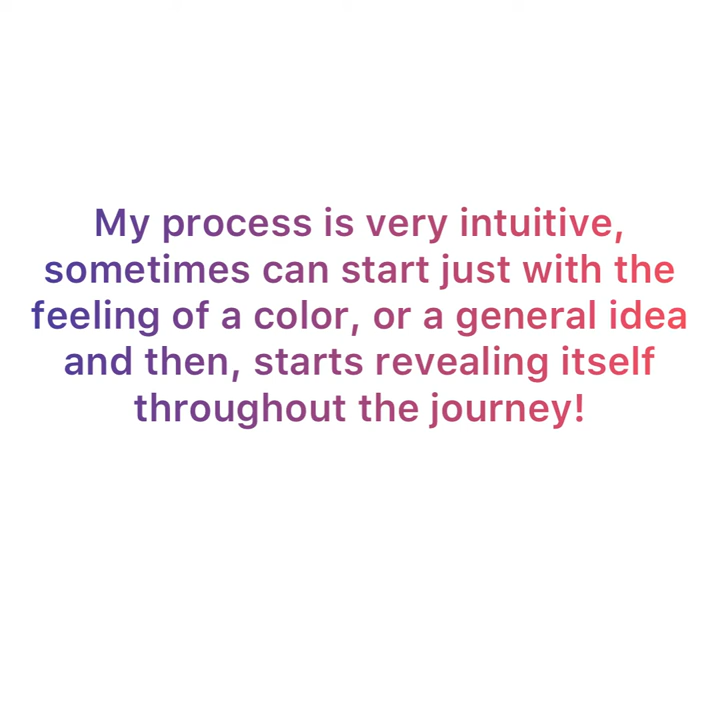 My process is very intuitive,
sometimes can start just with the
feeling of a color, or a general idea
and then, starts revealing itself
throughout the journey!